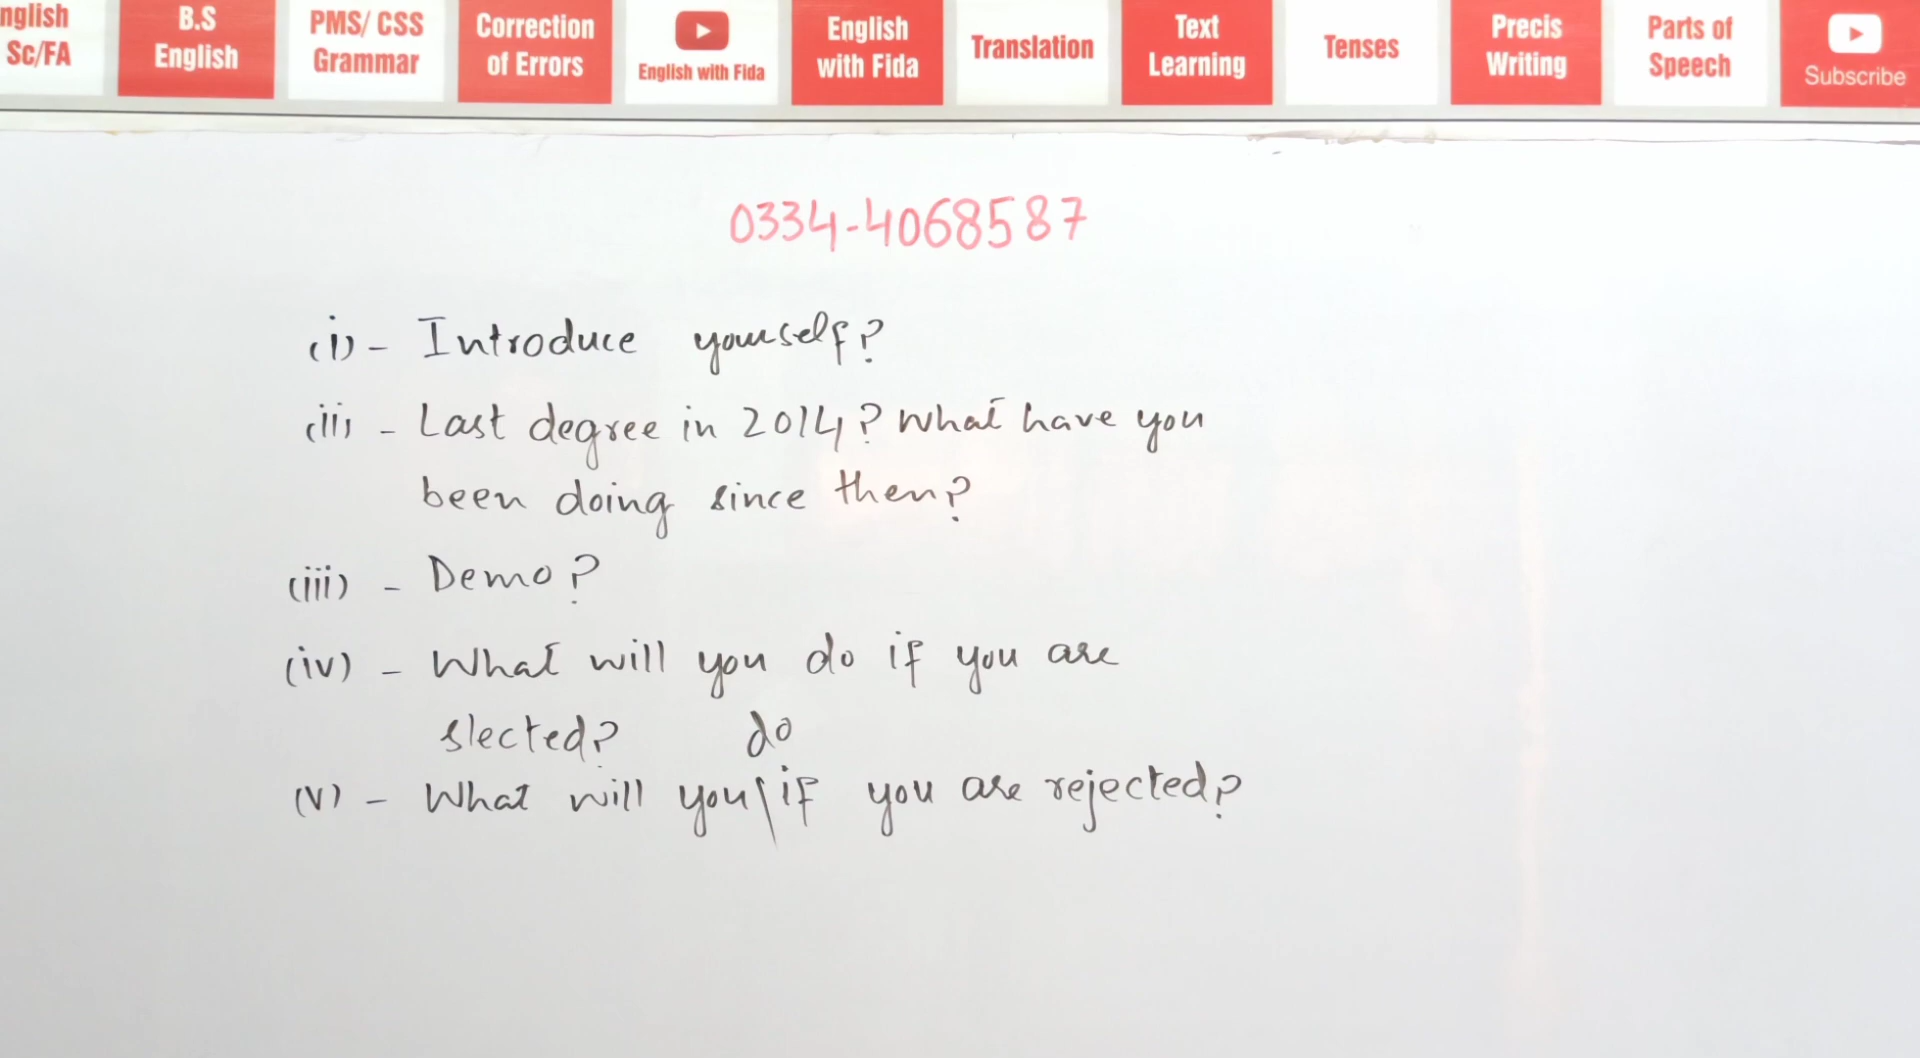 nglish
Sc/FA
B.S
English
PMS/ CSS
Grammar
Correction
of Errors
English with Fida
English
with Fida
Translation
Text
Learning
Tenses
Precis
Writing
Parts of
Speech
Subscribe
0334-4068587
(i) - Introduce yourself?
(ii) - Last degree in 2014? What have you
been doing since then?
(iii) - Demo?
(iv) - What will you do if you are
slected? do
(v) - What will you if you are rejected?